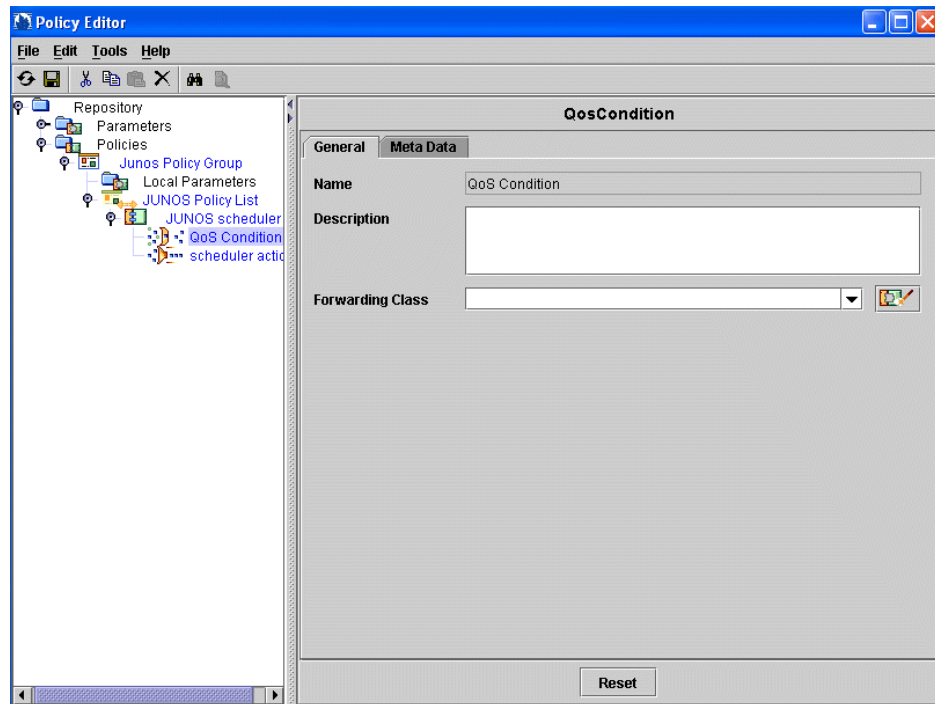 Policy Editor
File Edit Tools Help
Repository
Parameters
Policies
Junos Policy Group
Local Parameters
JUNOS Policy List
JUNOS scheduler
QoS Condition
scheduler actio
QosCondition
General Meta Data
Name QoS Condition
Description
Forwarding Class
Reset